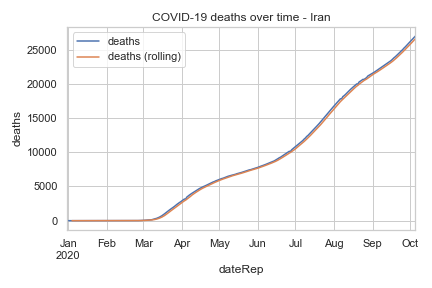 COVID-19 deaths over time - Iran
deaths
deaths (rolling)
25000
20000
15000
10000
5000
0
deaths
Jan Feb Mar Apr May Jun Jul Aug Sep Oct
2020
dateRep